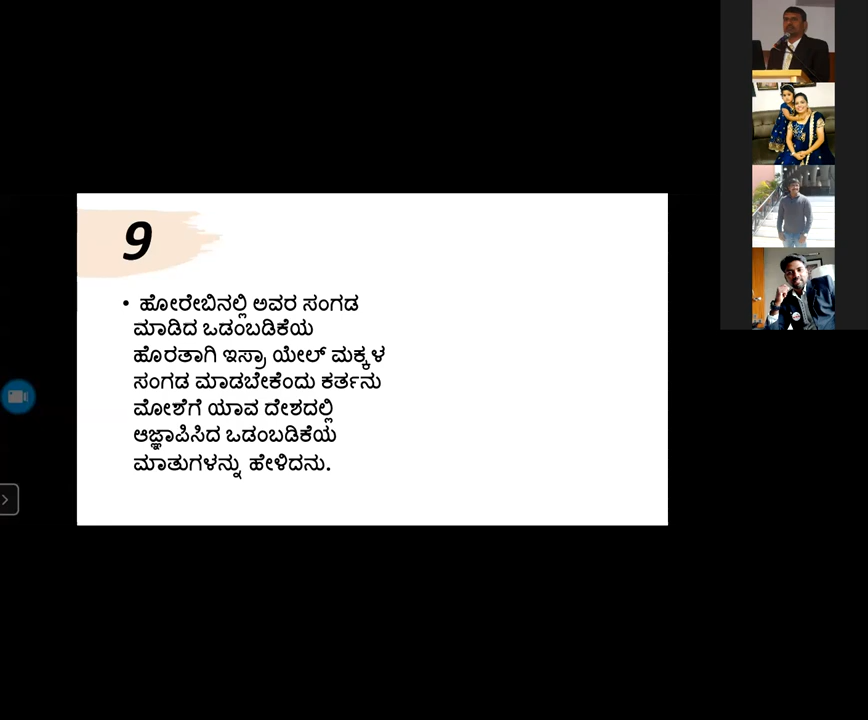 9
• ಹೋರೇಬಿನಲ್ಲಿ ಅವರ ಸಂಗಡ
ಮಾಡಿದ ಒಡಂಬಡಿಕೆಯ
ಹೊರತಾಗಿ ಇಸ್ರಾ ಯೇಲ್ ಮಕ್ಕಳ
ಸಂಗಡ ಮಾಡಬೇಕೆಂದು ಕರ್ತನು
ಮೋಶೆಗೆ ಯಾವ ದೇಶದಲ್ಲಿ
ಆಜ್ಞಾಪಿಸಿದ ಒಡಂಬಡಿಕೆಯ
ಮಾತುಗಳನ್ನು ಹೇಳಿದನು.